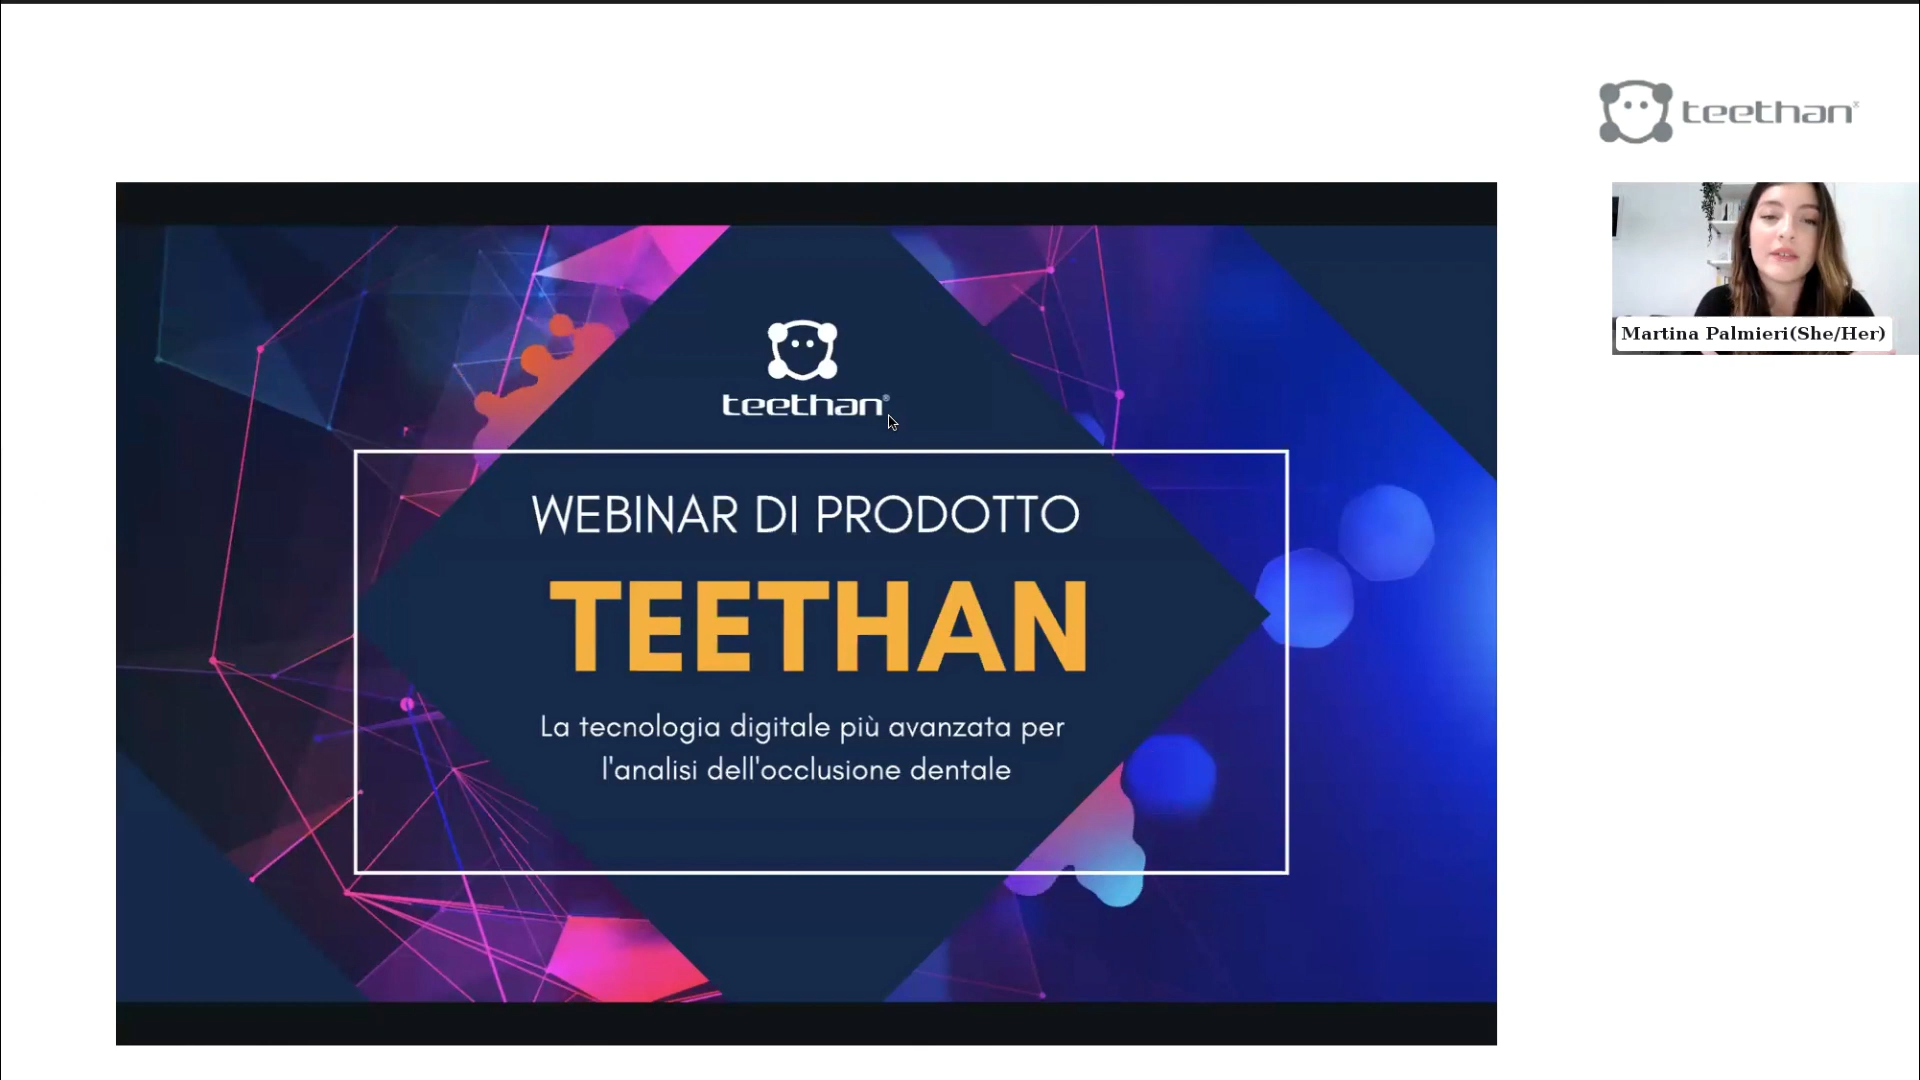 teethan®
Martina Palmieri(She/Her)
teethan®
WEBINAR DI PRODOTTO
TEETHAN
La tecnologia digitale più avanzata per
l'analisi dell'occlusione dentale